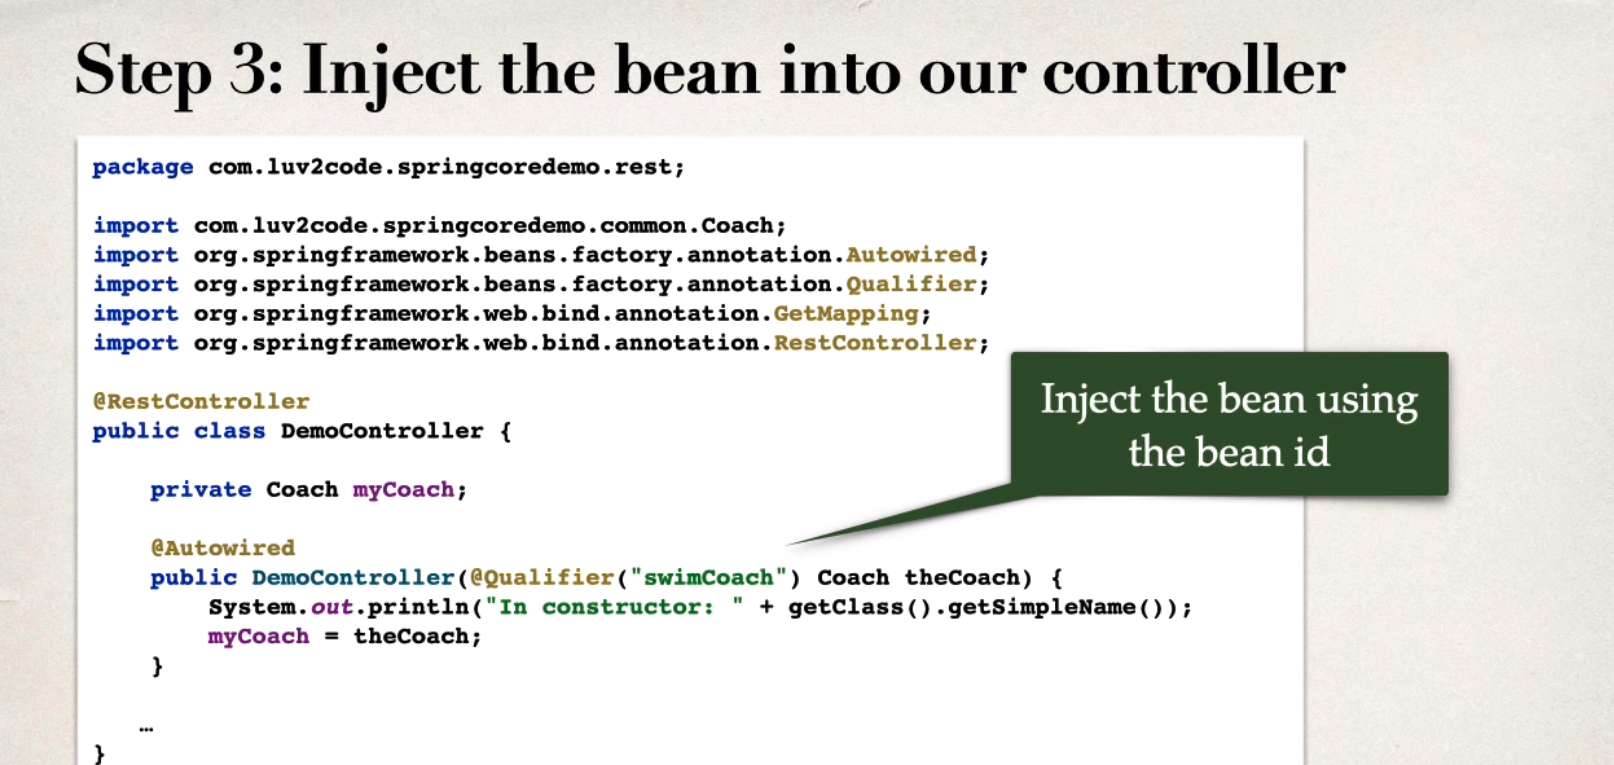 Step 3: Inject the bean into our controller
package com.luv2code.springcoredemo.rest;
import com.luv2code.springcoredemo.common.Coach;
import org.springframework.beans.factory.annotation.Autowired;
import org.springframework.beans.factory.annotation.Qualifier;
import org.springframework.web.bind.annotation.GetMapping;
import org.springframework.web.bind.annotation.RestController;
@RestController
public class DemoController {
private Coach myCoach;
@Autowired
public DemoController(@Qualifier("swimCoach") Coach theCoach) {
System.out.println("In constructor: " + getClass().getSimpleName());
myCoach = theCoach;
}
…
}
Inject the bean using
the bean id